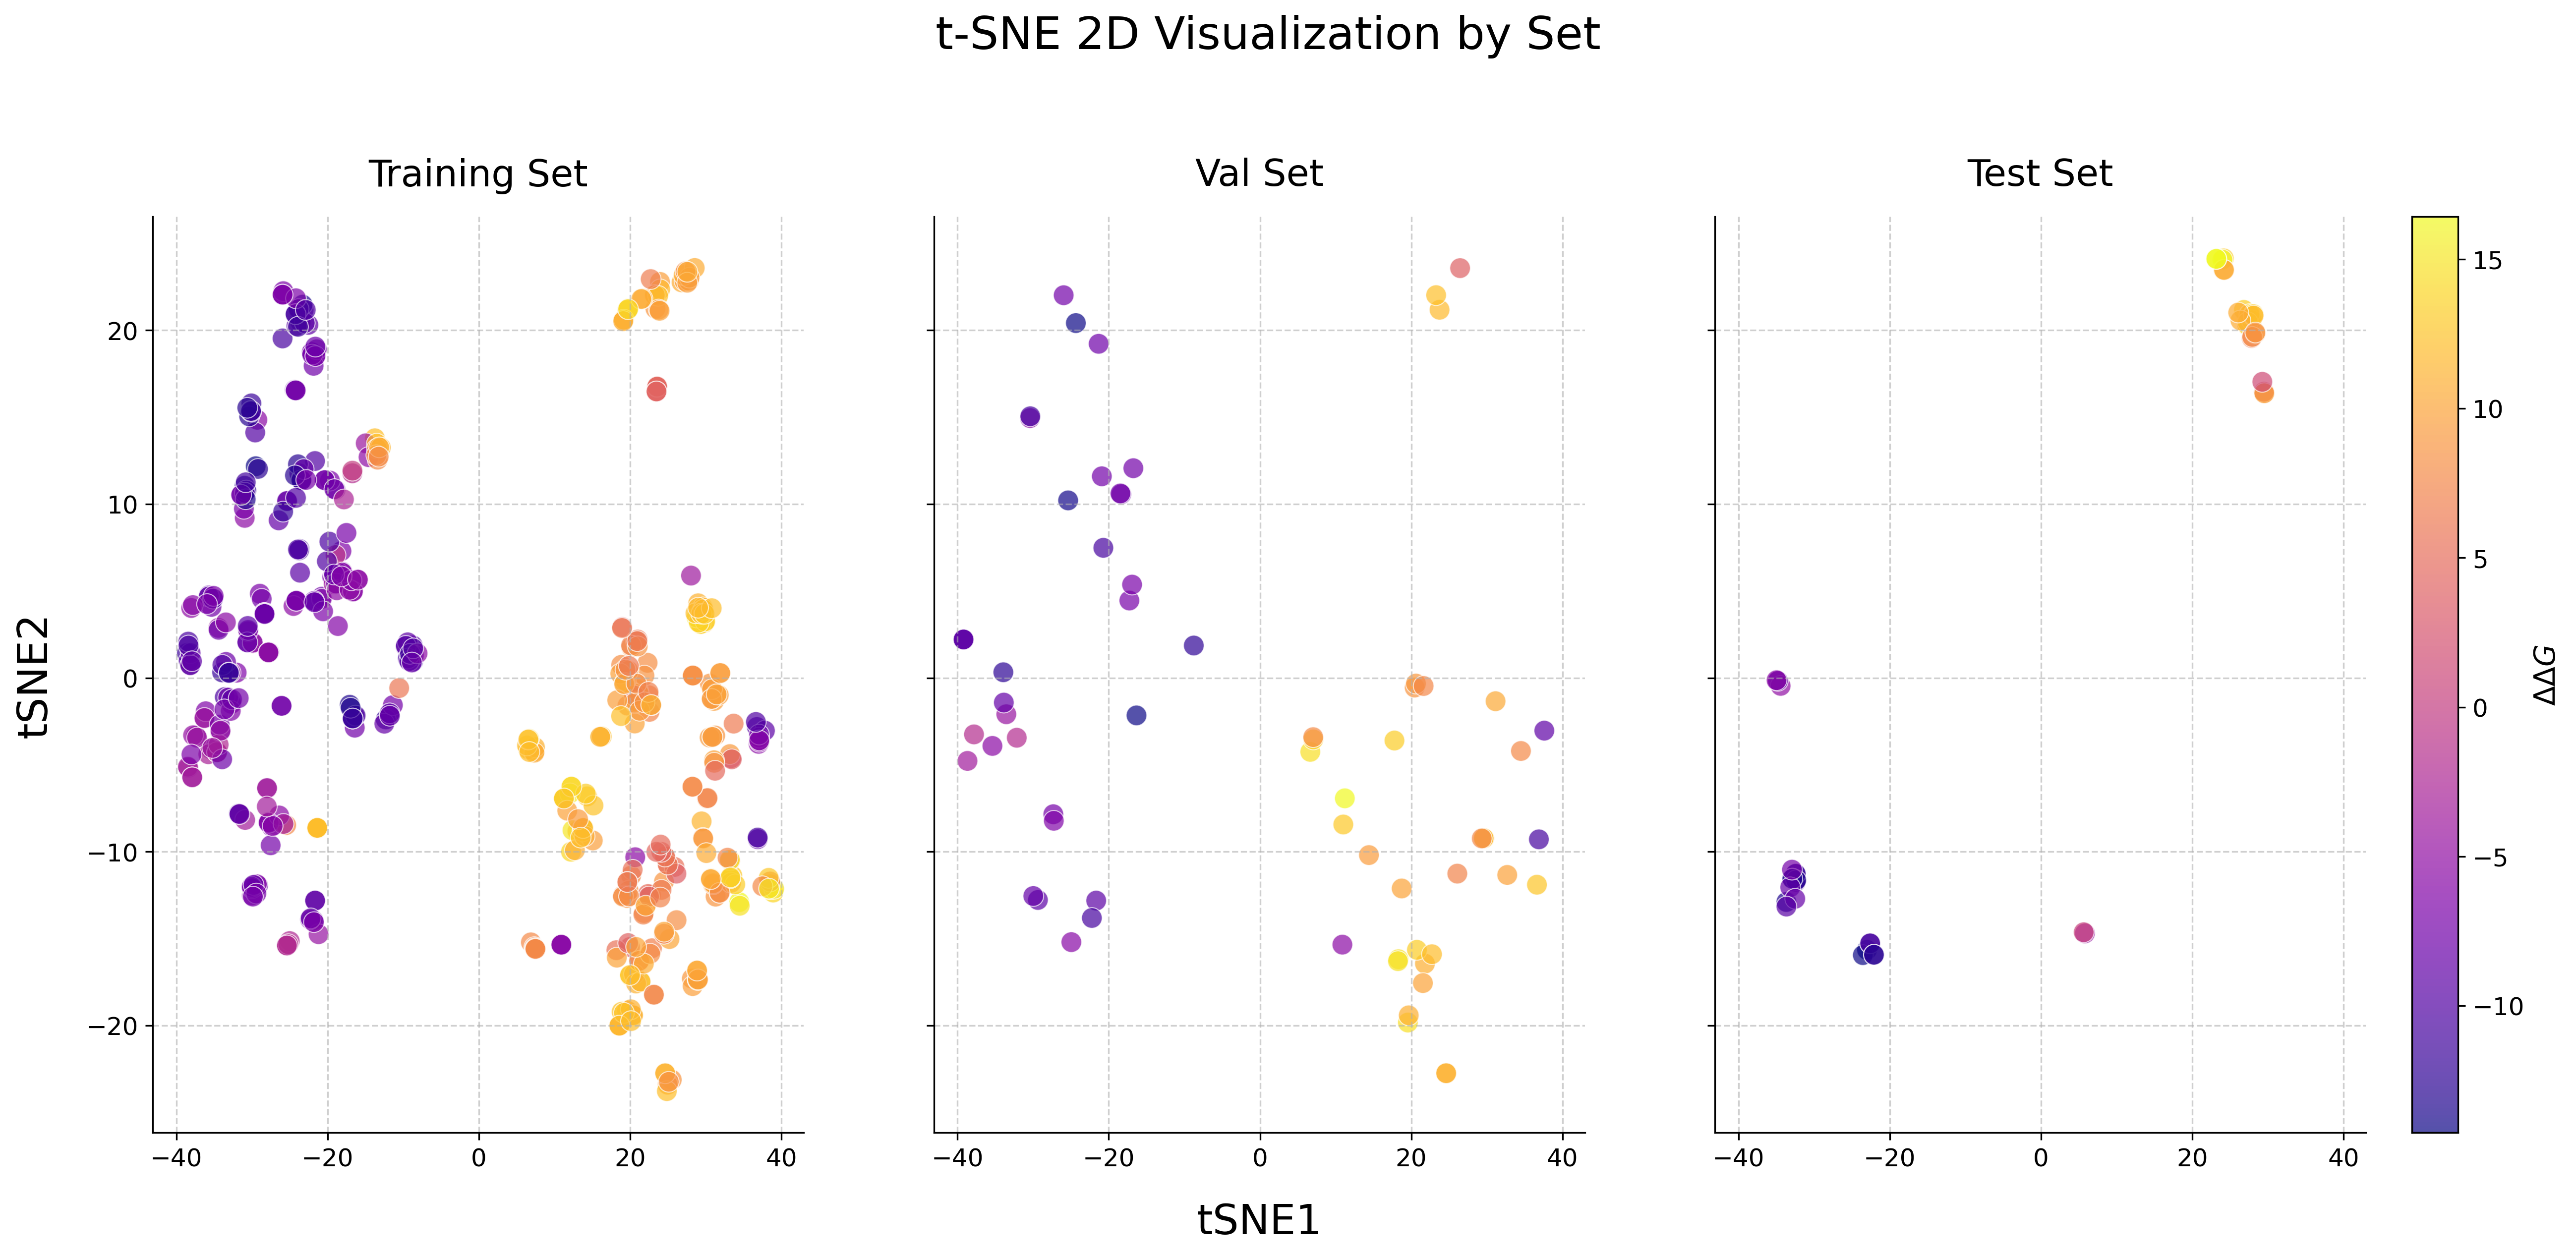 t-SNE 2D Visualization by Set
Training Set
Val Set
Test Set
tSNE2
20
10
0
−10
−20
−40 −20 0 20 40
−40 −20 0 20 40
−40 −20 0 20 40
tSNE1
15
10
5
0
−5
−10
ΔΔG